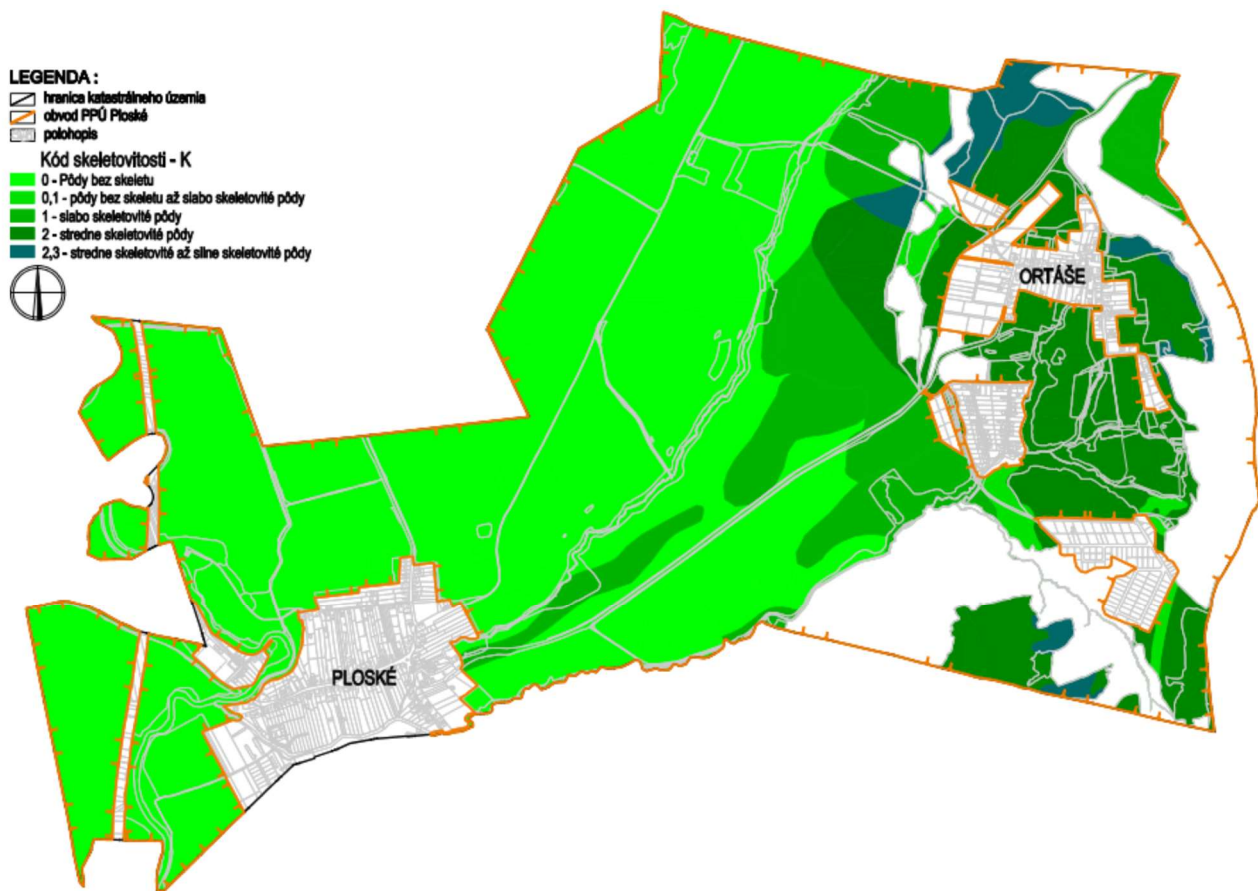 LEGENDA :
hranica katastrálneho územia
obvod PPÚ Ploské
polohopis
Kód skeletovitosti - K
0 - Pôdy bez skeletu
0,1 - pôdy bez skeletu až slabo skeletovité pôdy
1 - slabo skeletovité pôdy
2 - stredne skeletovité pôdy
2,3 - stredne skeletovité až silne skeletovité pôdy
ORTÁŠE
PLOSKÉ